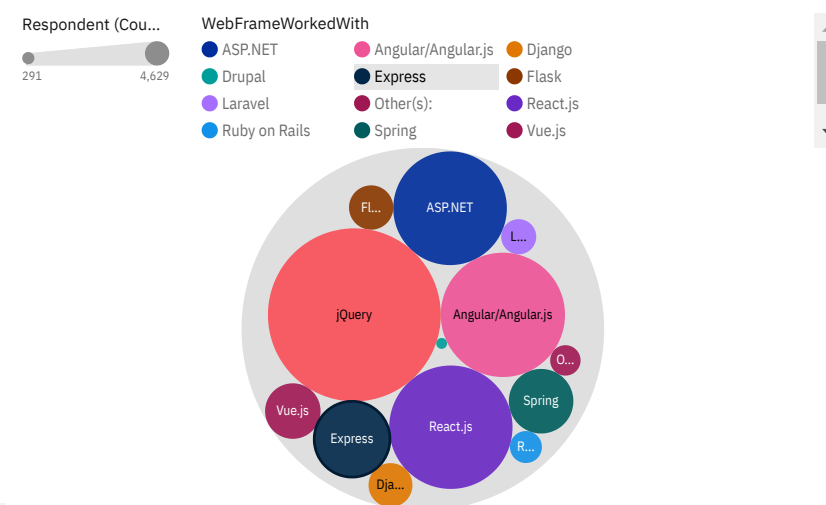 Respondent (Cou...
291 4,629
WebFrameWorkedWith
ASP.NET Angular/Angular.js Django
Drupal Express Flask
Laravel Other(s): React.js
Ruby on Rails Spring Vue.js
Fl...
ASP.NET
L...
jQuery
Angular/Angular.js
O...
Spring
Vue.js
Express
React.js
R...
Dja...